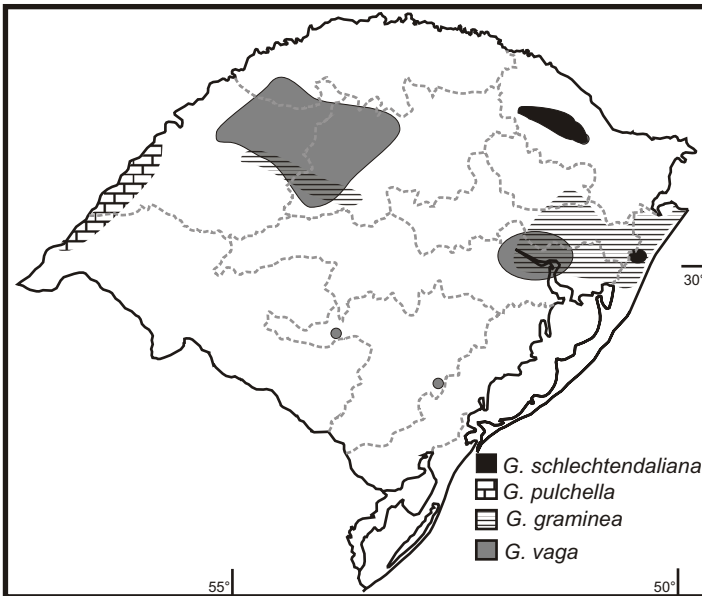 30°
G. schlechtendaliana
G. pulchella
G. graminea
G. vaga
55°
50°